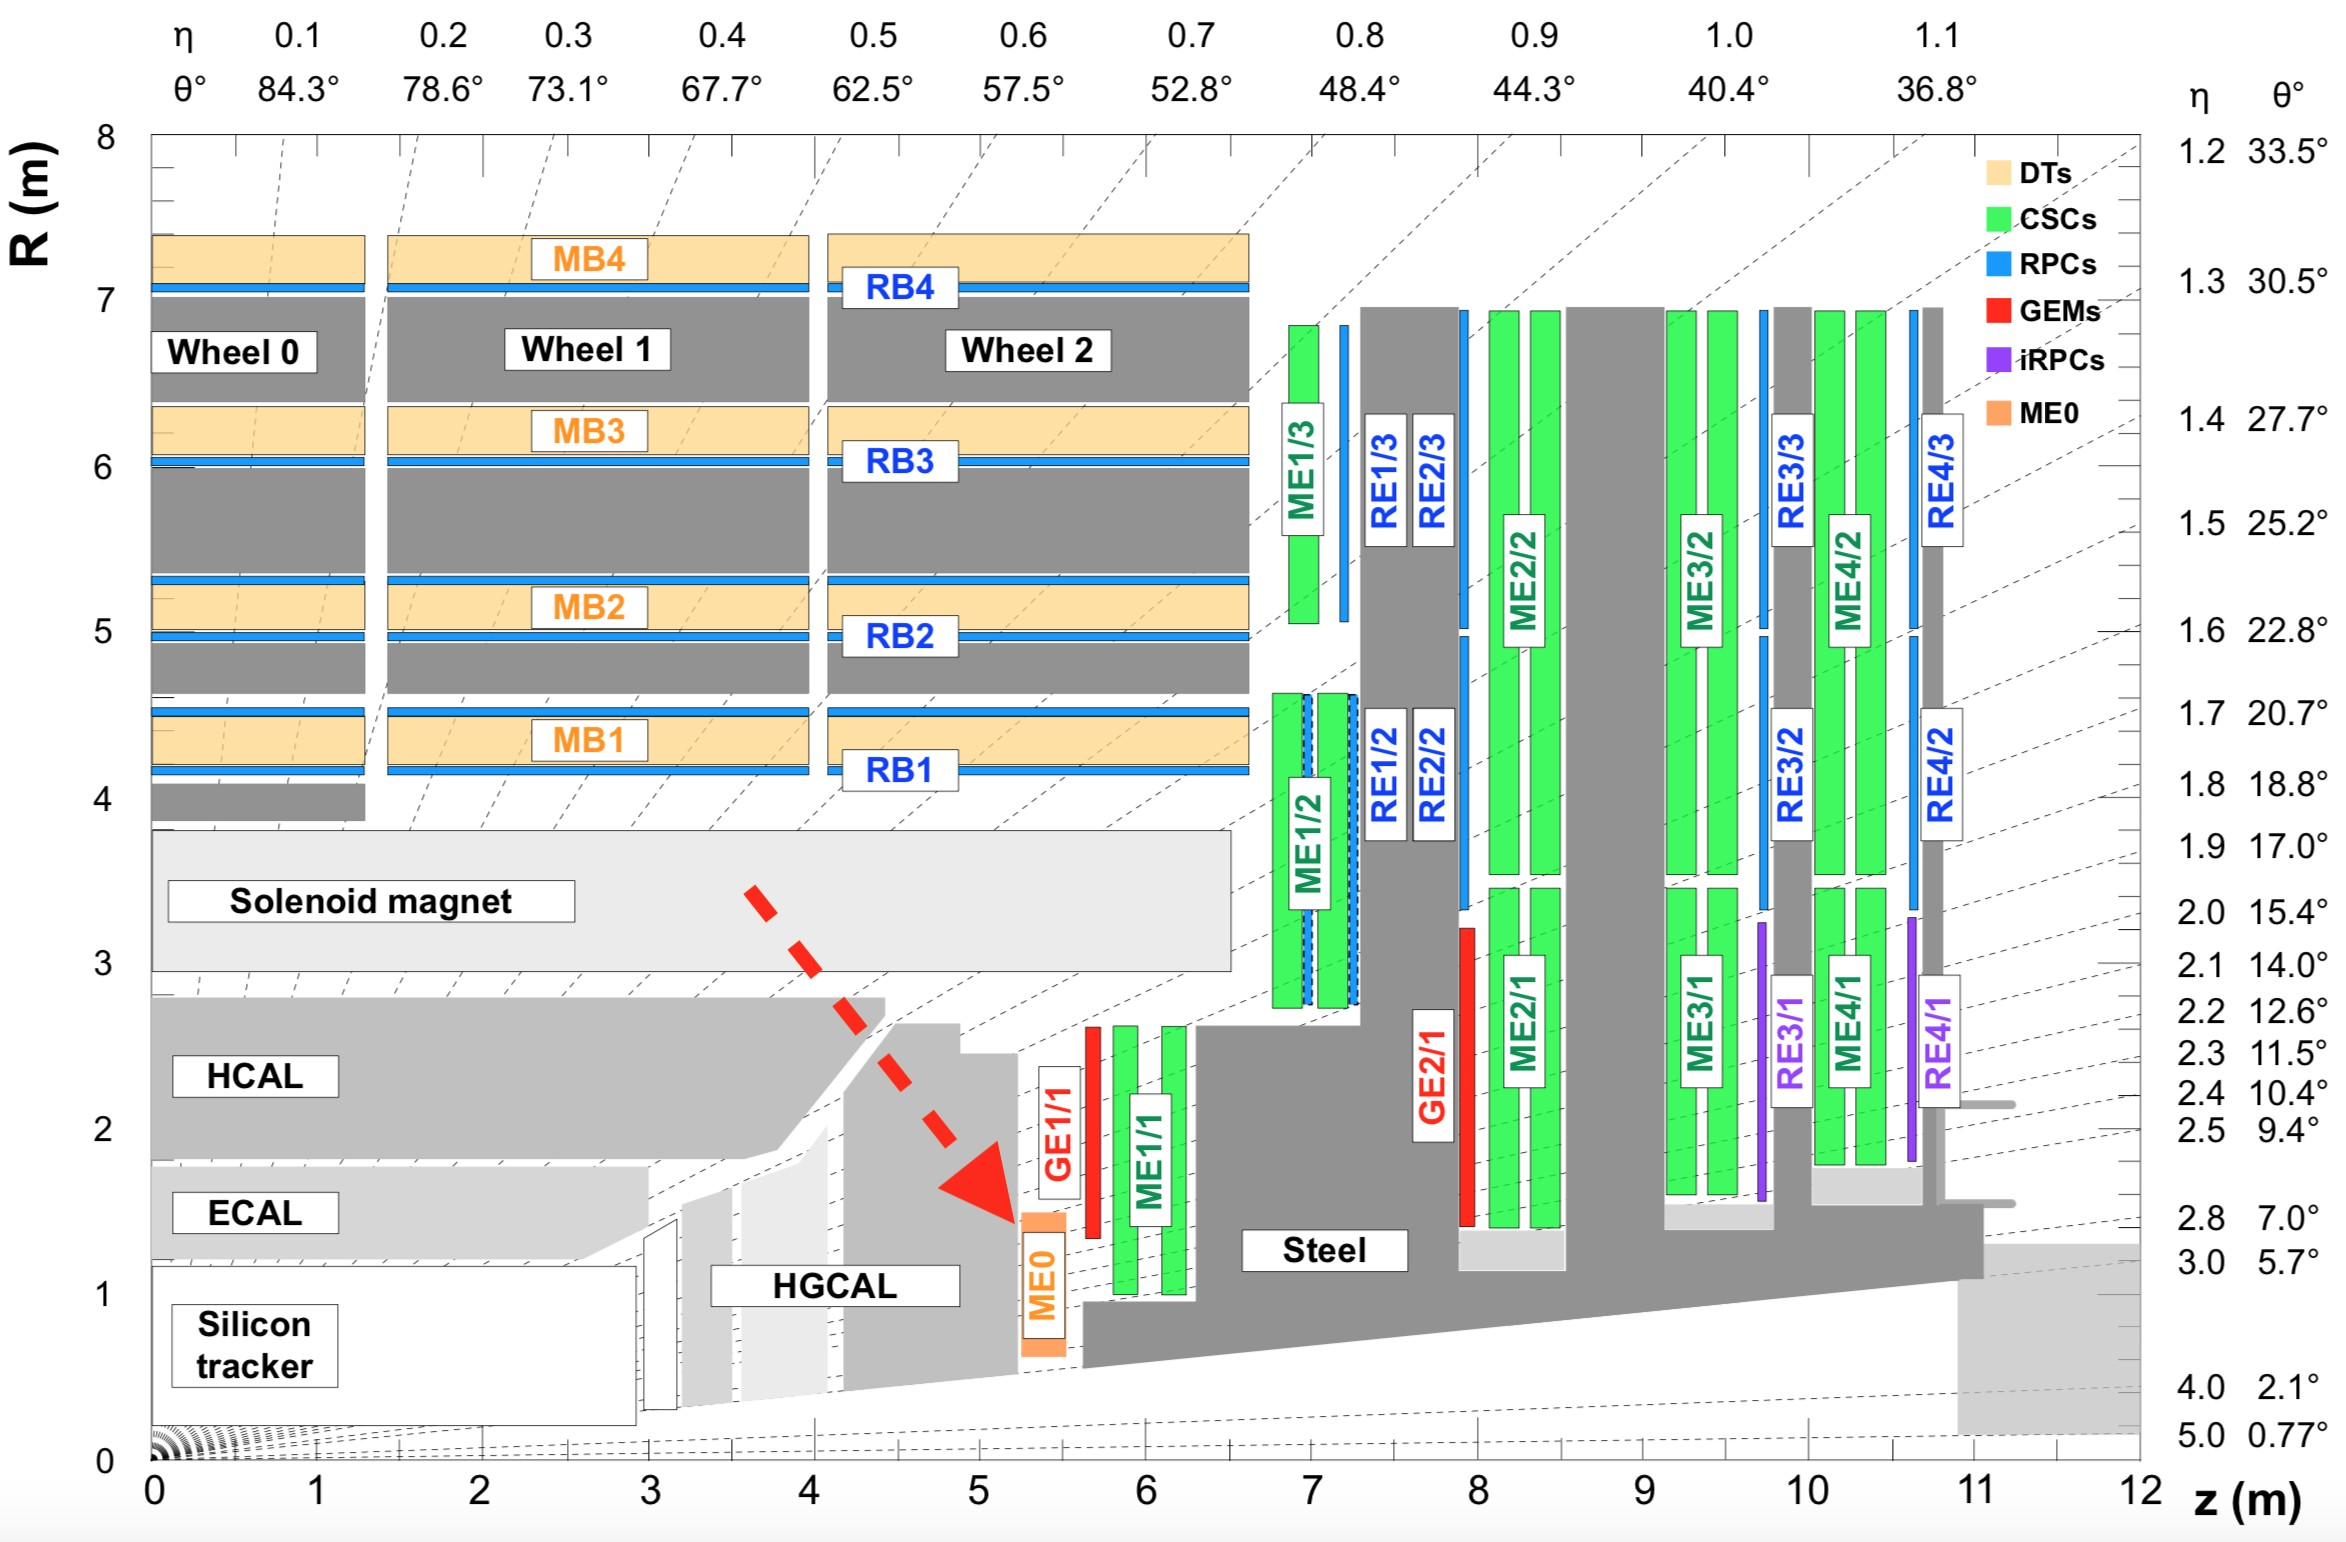 η 0.1 0.2 0.3 0.4 0.5 0.6 0.7 0.8 0.9 1.0 1.1
θ° 84.3° 78.6° 73.1° 67.7° 62.5° 57.5° 52.8° 48.4° 44.3° 40.4° 36.8°
η θ°
1.2 33.5°
1.3 30.5°
1.4 27.7°
1.5 25.2°
1.6 22.8°
1.7 20.7°
1.8 18.8°
1.9 17.0°
2.0 15.4°
2.1 14.0°
2.2 12.6°
2.3 11.5°
2.4 10.4°
2.5 9.4°
2.8 7.0°
3.0 5.7°
4.0 2.1°
5.0 0.77°
R (m)
8
7
6
5
4
3
2
1
0
DTs
CSCs
RPCs
GEMs
iRPCs
ME0
MB4
RB4
Wheel 0
Wheel 1
Wheel 2
MB3
RB3
MB2
RB2
MB1
RB1
Solenoid magnet
HCAL
ECAL
Silicon
tracker
HGCAL
Steel
ME0
GE1/1
ME1/1
ME1/2
ME1/3
RE1/3
RE2/3
RE1/2
RE2/2
GE2/1
ME2/2
ME2/1
ME3/2
ME3/1
RE3/3
RE3/2
RE3/1
ME4/2
ME4/1
RE4/3
RE4/2
RE4/1
0 1 2 3 4 5 6 7 8 9 10 11 12
z (m)